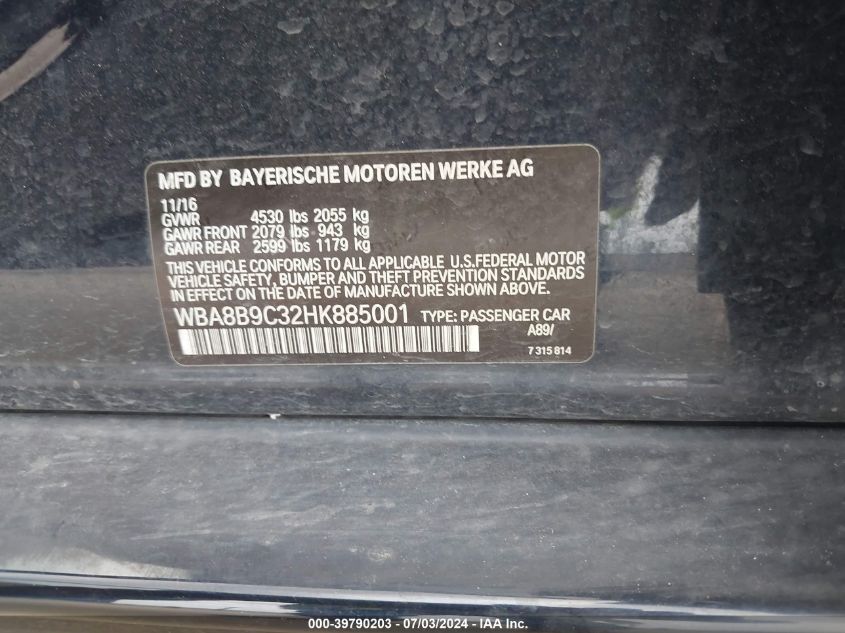 MFD BY BAYERISCHE MOTOREN WERKE AG
11/16
GVWR 4530 lbs 2055 kg
GAWR FRONT 2079 lbs 943 kg
GAWR REAR 2599 lbs 1179 kg
THIS VEHICLE CONFORMS TO ALL APPLICABLE U.S.FEDERAL MOTOR
VEHICLE SAFETY, BUMPER AND THEFT PREVENTION STANDARDS
IN EFFECT ON THE DATE OF MANUFACTURE SHOWN ABOVE.
WBA8B9C32HK885001 TYPE: PASSENGER CAR
A89/
7 315 814
000-39790203 - 07/03/2024 - IAA Inc.